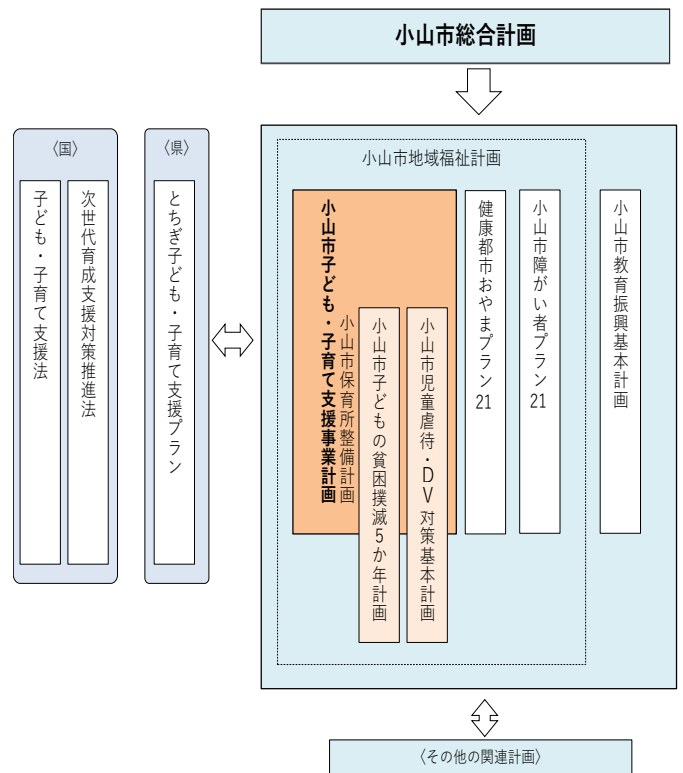 小山市総合計画
〈国〉
子ども・子育て支援法
次世代育成支援対策推進法
〈県〉
とちぎ子ども・子育て支援プラン
小山市地域福祉計画
小山市子ども・子育て支援事業計画
小山市保育所整備計画
小山市子どもの貧困撲滅5か年計画
小山市児童虐待・DV対策基本計画
健康都市おやまプラン21
小山市障がい者プラン21
小山市教育振興基本計画
〈その他の関連計画〉